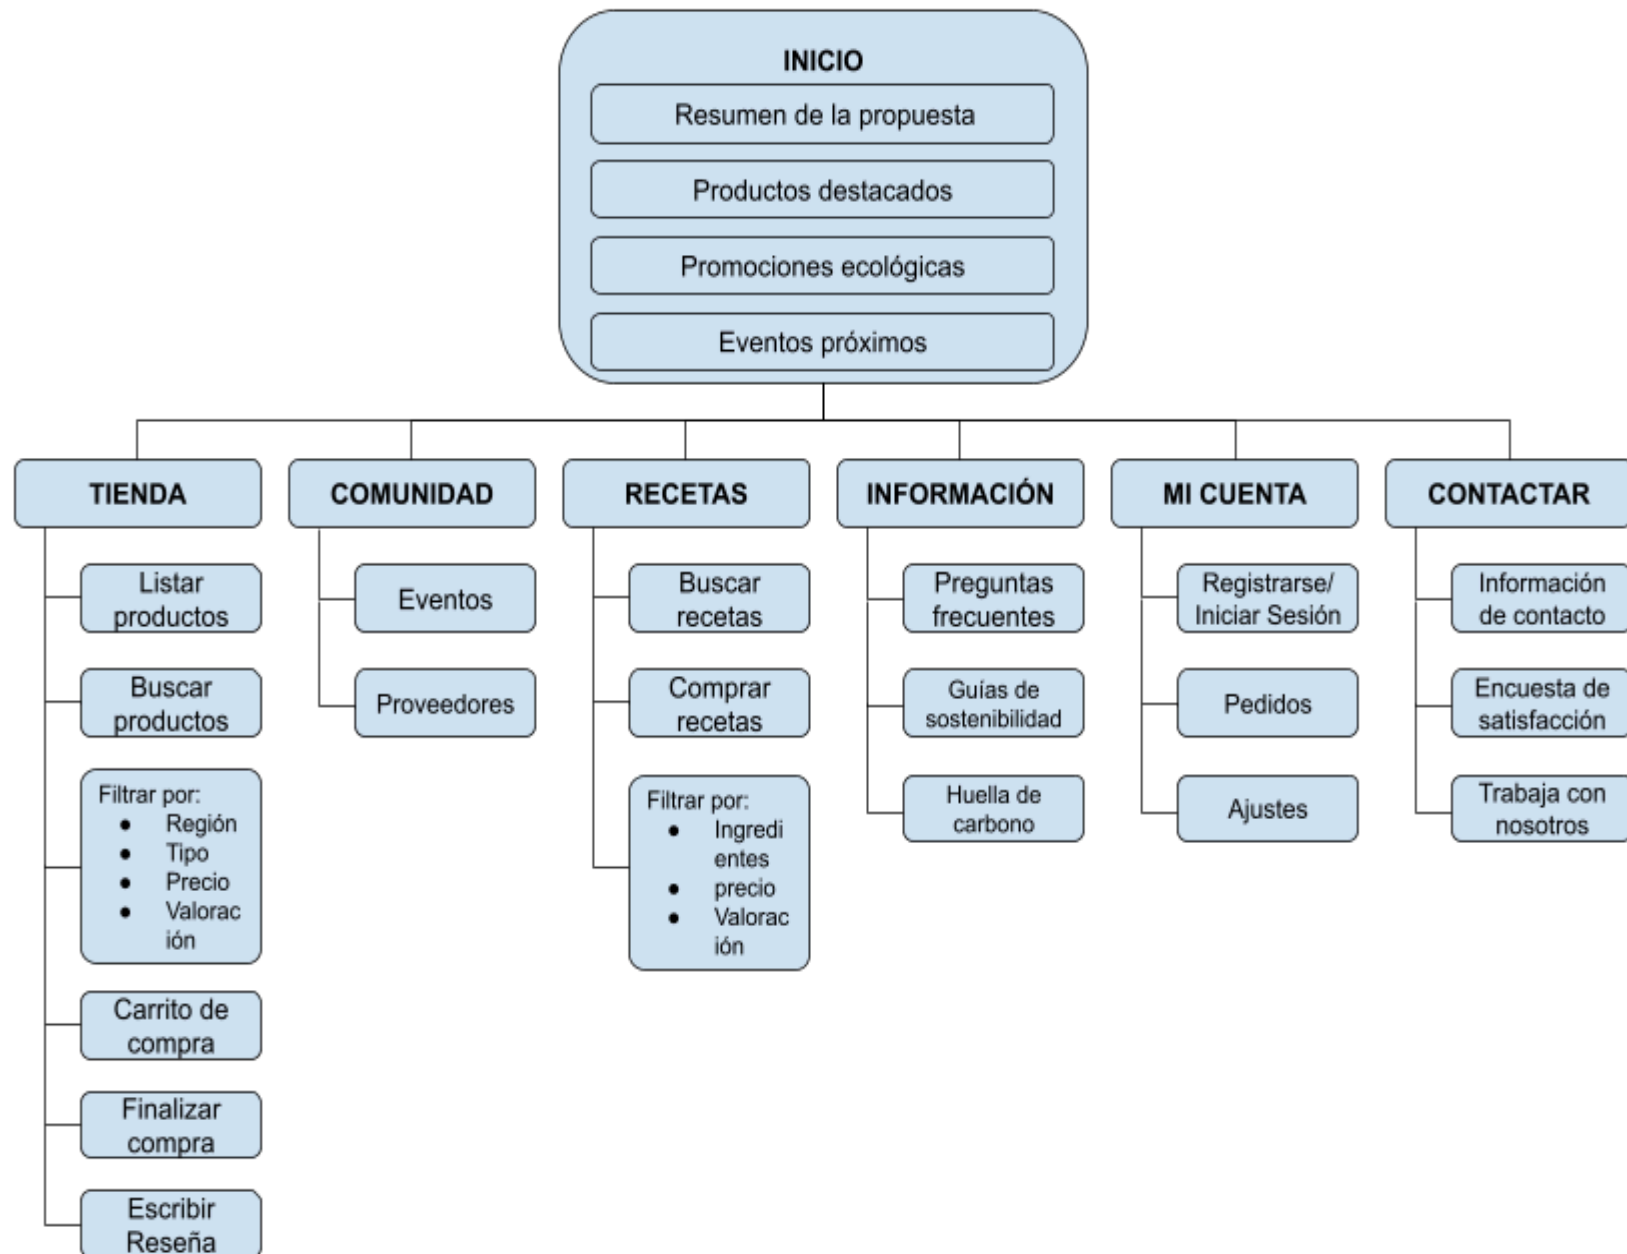 INICIO
Resumen de la propuesta
Productos destacados
Promociones ecológicas
Eventos próximos
TIENDA
Listar
productos
Buscar
productos
Filtrar por:
● Región
● Tipo
● Precio
● Valorac
ión
Carrito de
compra
Finalizar
compra
Escribir
Reseña
COMUNIDAD
Eventos
Proveedores
RECETAS
Buscar
recetas
Comprar
recetas
Filtrar por:
● Ingredi
entes
● precio
● Valorac
ión
INFORMACIÓN
Preguntas
frecuentes
Guías de
sostenibilidad
Huella de
carbono
MI CUENTA
Registrarse/
Iniciar Sesión
Pedidos
Ajustes
CONTACTAR
Información
de contacto
Encuesta de
satisfacción
Trabaja con
nosotros